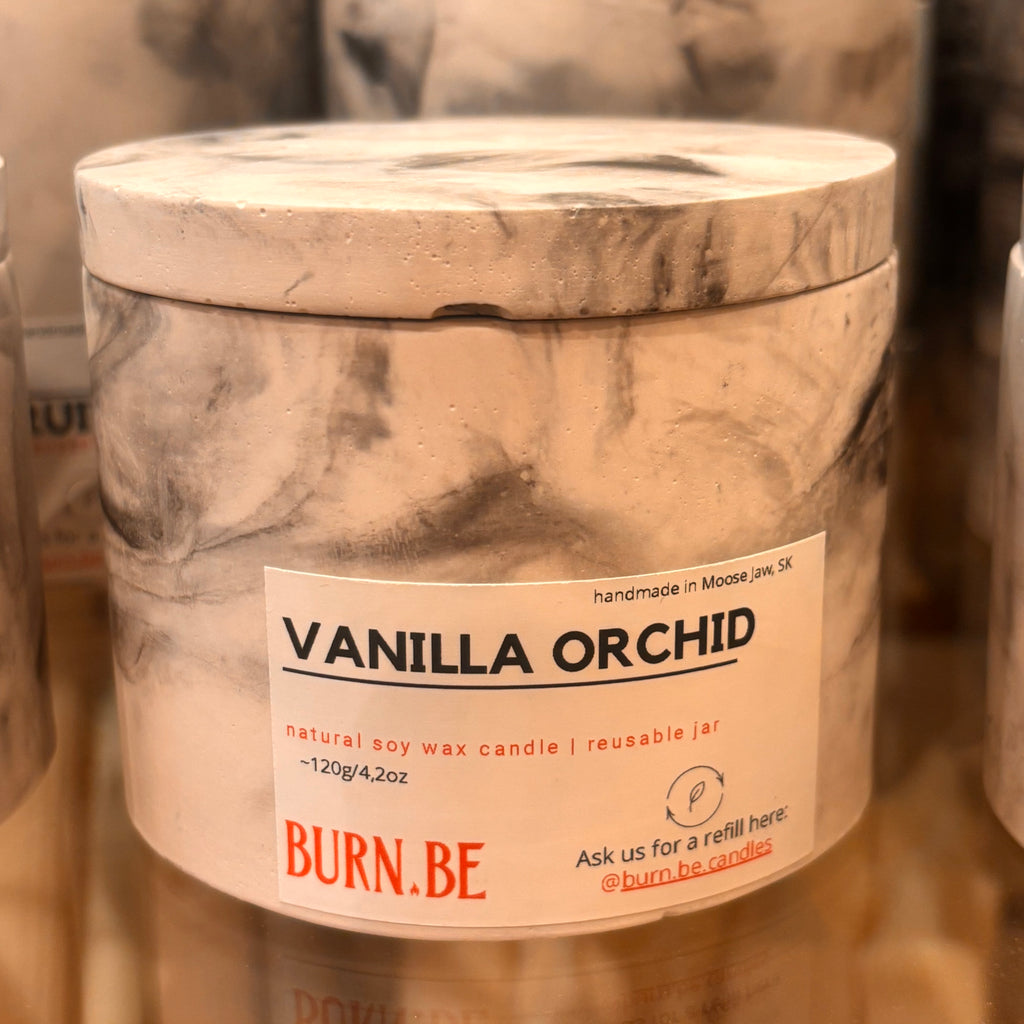 handmade in Moose Jaw, SK
VANILLA ORCHID
natural soy wax candle | reusable jar
~120g/4,2oz
BURN.BE
Ask us for a refill here:
@burn.be.candles